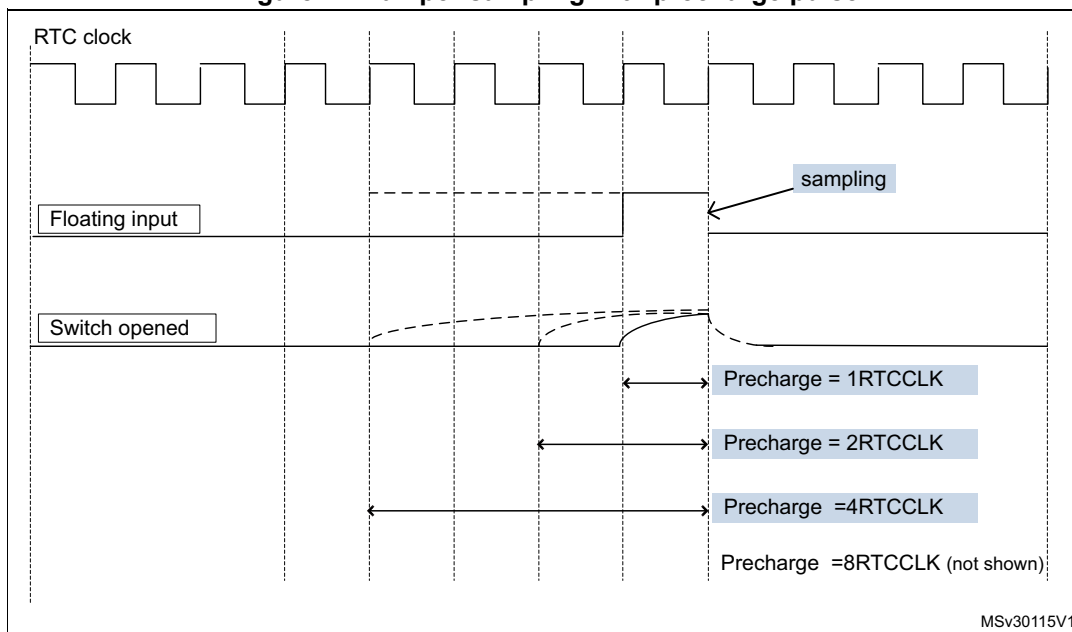 RTC clock
sampling
Floating input
Switch opened
Precharge = 1RTCCLK
Precharge = 2RTCCLK
Precharge =4RTCCLK
Precharge =8RTCCLK (not shown)
MSv30115V1